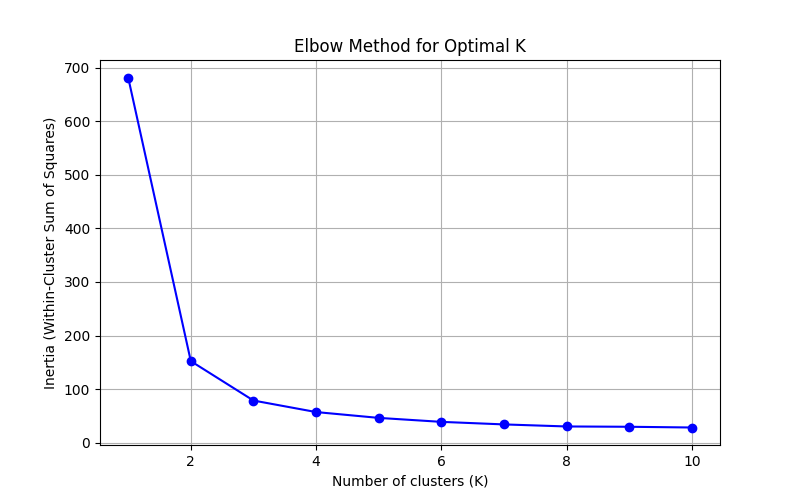 Elbow Method for Optimal K
Inertia (Within-Cluster Sum of Squares)
700
600
500
400
300
200
100
0
2 4 6 8 10
Number of clusters (K)